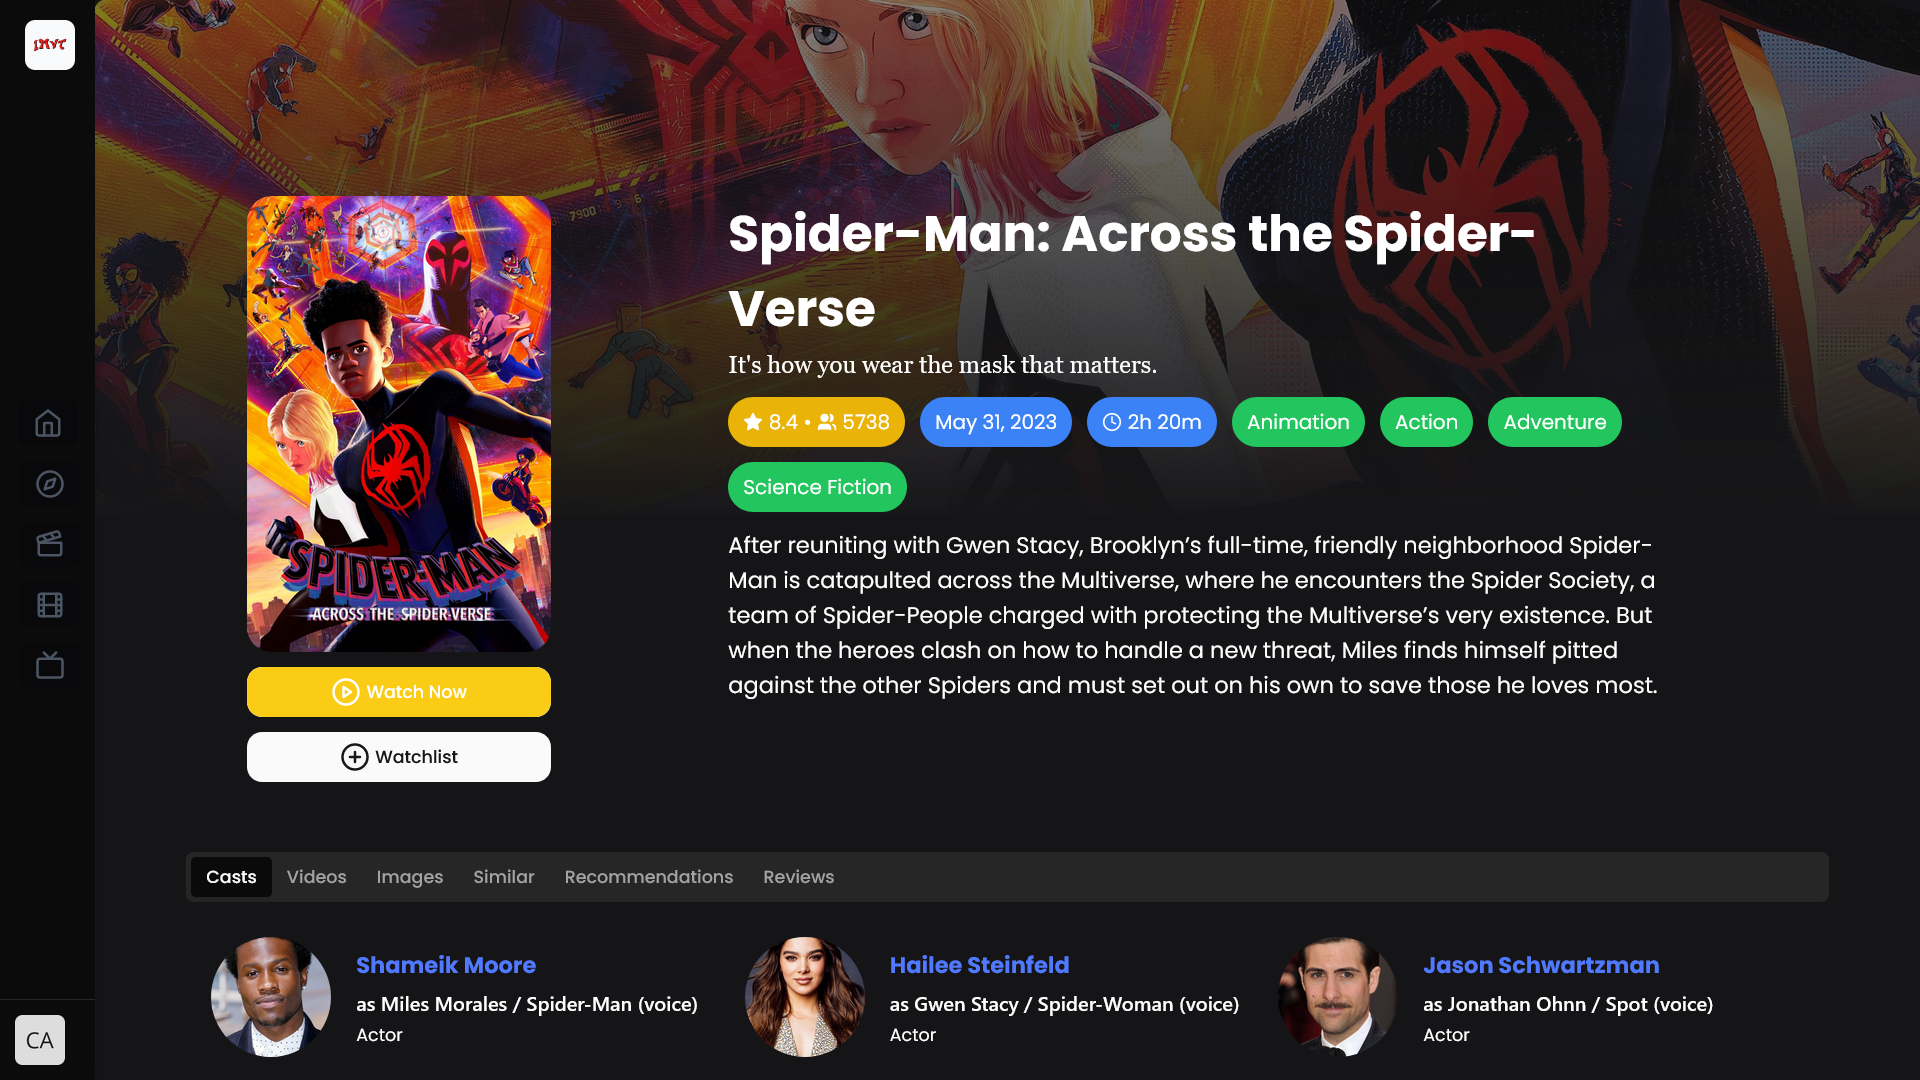 IMVT
7900
SPIDER-MAN
ACROSS THE SPIDER-VERSE
Watch Now
Watchlist
Spider-Man: Across the Spider-
Verse
It's how you wear the mask that matters.
8.4 • 5738
May 31, 2023
2h 20m
Animation
Action
Adventure
Science Fiction
After reuniting with Gwen Stacy, Brooklyn’s full-time, friendly neighborhood Spider-
Man is catapulted across the Multiverse, where he encounters the Spider Society, a
team of Spider-People charged with protecting the Multiverse’s very existence. But
when the heroes clash on how to handle a new threat, Miles finds himself pitted
against the other Spiders and must set out on his own to save those he loves most.
Casts
Videos
Images
Similar
Recommendations
Reviews
Shameik Moore
as Miles Morales / Spider-Man (voice)
Actor
Hailee Steinfeld
as Gwen Stacy / Spider-Woman (voice)
Actor
Jason Schwartzman
as Jonathan Ohnn / Spot (voice)
Actor
CA